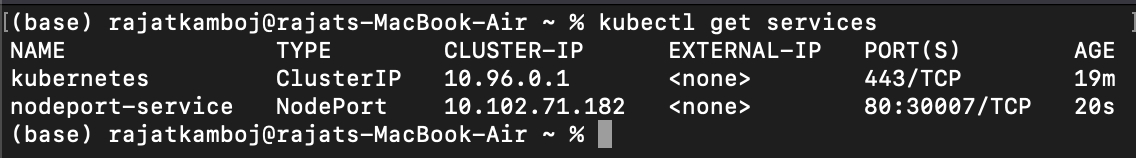 [(base) rajatkamboj@rajats-MacBook-Air ~ % kubectl get services ]
NAME TYPE CLUSTER-IP EXTERNAL-IP PORT(S) AGE
kubernetes ClusterIP 10.96.0.1 <none> 443/TCP 19m
nodeport-service NodePort 10.102.71.182 <none> 80:30007/TCP 20s
(base) rajatkamboj@rajats-MacBook-Air ~ %